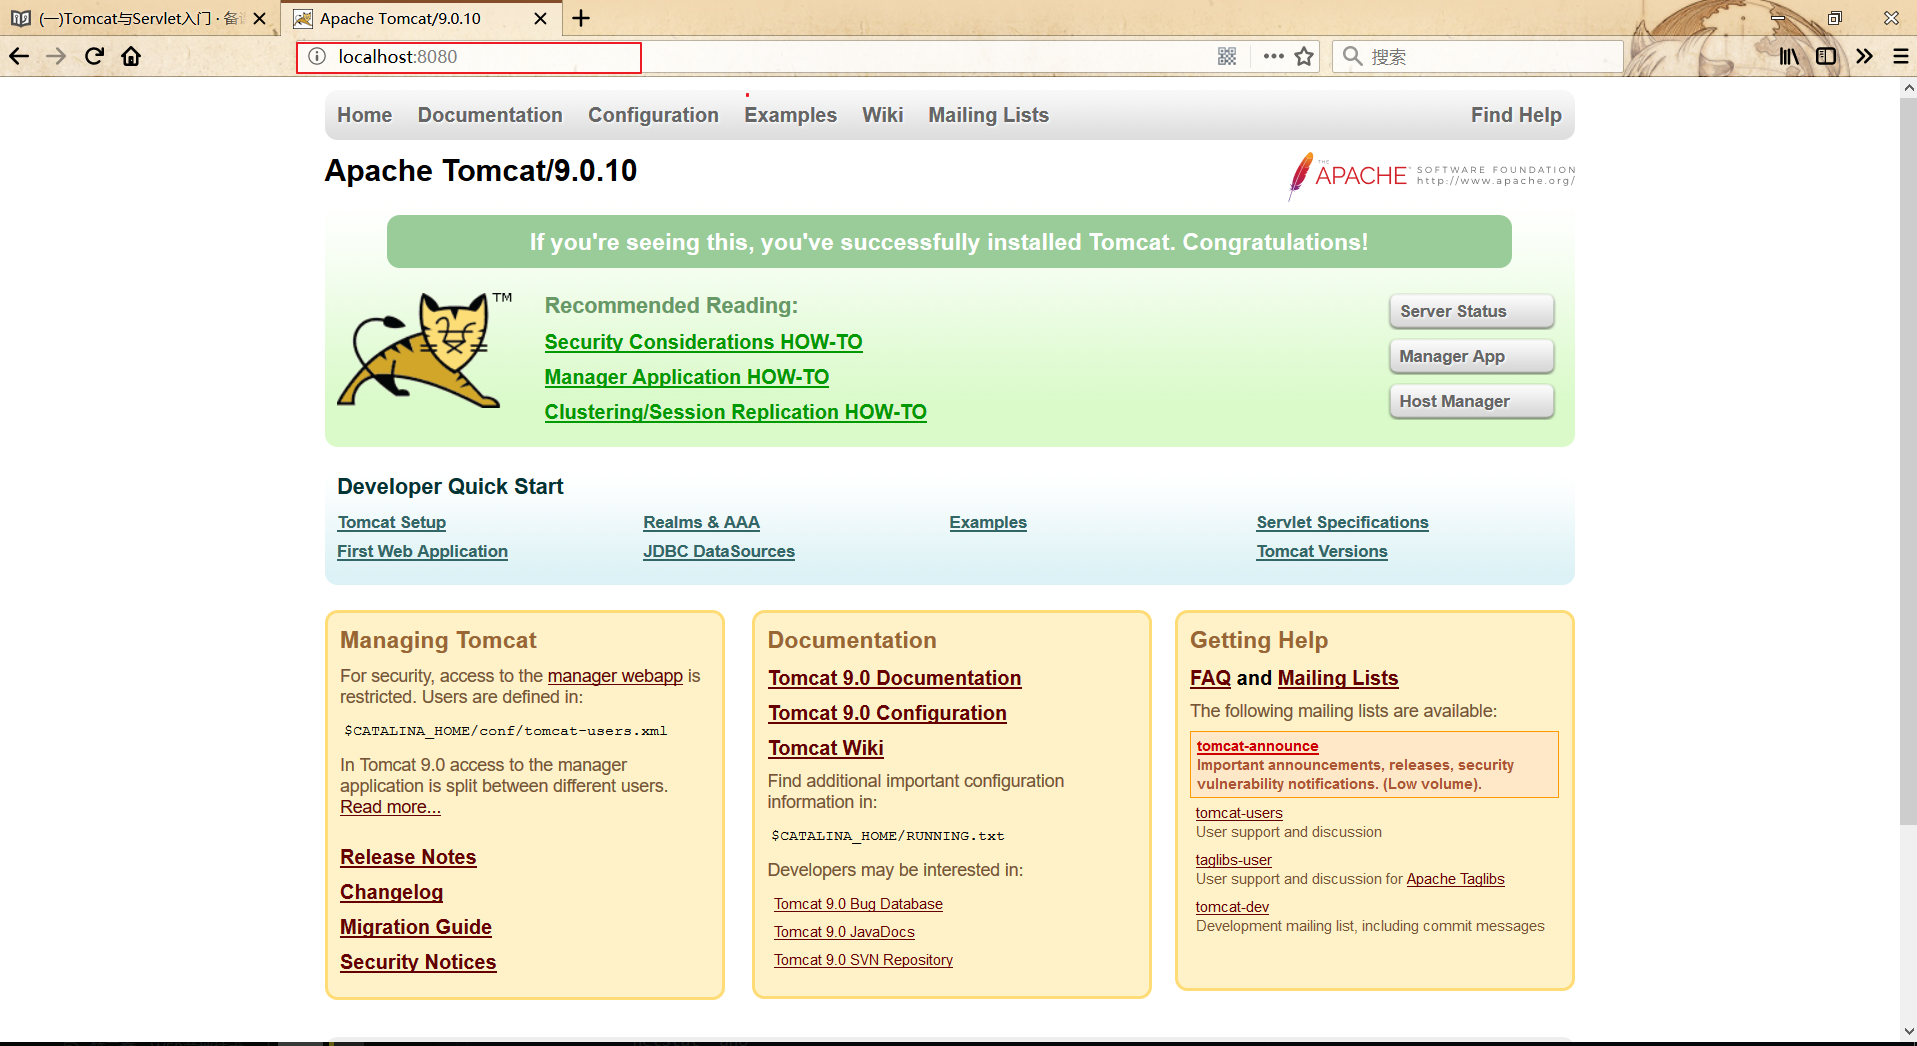 (一)Tomcat与Servlet入门 · 备
Apache Tomcat/9.0.10
localhost:8080
搜索
Home Documentation Configuration Examples Wiki Mailing Lists Find Help
Apache Tomcat/9.0.10
THE APACHE SOFTWARE FOUNDATION
http://www.apache.org/
If you're seeing this, you've successfully installed Tomcat. Congratulations!
TM
Recommended Reading:
Security Considerations HOW-TO
Manager Application HOW-TO
Clustering/Session Replication HOW-TO
Server Status
Manager App
Host Manager
Developer Quick Start
Tomcat Setup
First Web Application
Realms & AAA
JDBC DataSources
Examples
Servlet Specifications
Tomcat Versions
Managing Tomcat
For security, access to the manager webapp is
restricted. Users are defined in:
$CATALINA_HOME/conf/tomcat-users.xml
In Tomcat 9.0 access to the manager
application is split between different users.
Read more...
Release Notes
Changelog
Migration Guide
Security Notices
Documentation
Tomcat 9.0 Documentation
Tomcat 9.0 Configuration
Tomcat Wiki
Find additional important configuration
information in:
$CATALINA_HOME/RUNNING.txt
Developers may be interested in:
Tomcat 9.0 Bug Database
Tomcat 9.0 JavaDocs
Tomcat 9.0 SVN Repository
Getting Help
FAQ and Mailing Lists
The following mailing lists are available:
tomcat-announce
Important announcements, releases, security
vulnerability notifications. (Low volume).
tomcat-users
User support and discussion
taglibs-user
User support and discussion for Apache Taglibs
tomcat-dev
Development mailing list, including commit messages